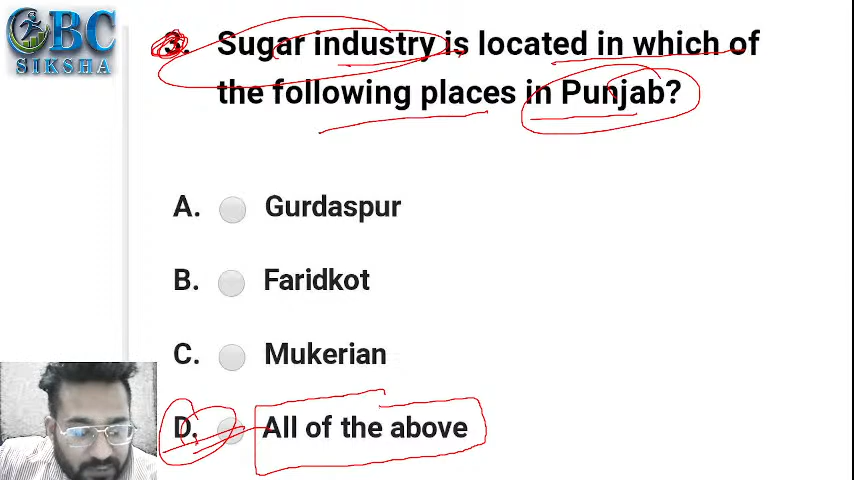 OBC
SIKSHA
3. Sugar industry is located in which of
the following places in Punjab?
A. Gurdaspur
B. Faridkot
C. Mukerian
D. All of the above